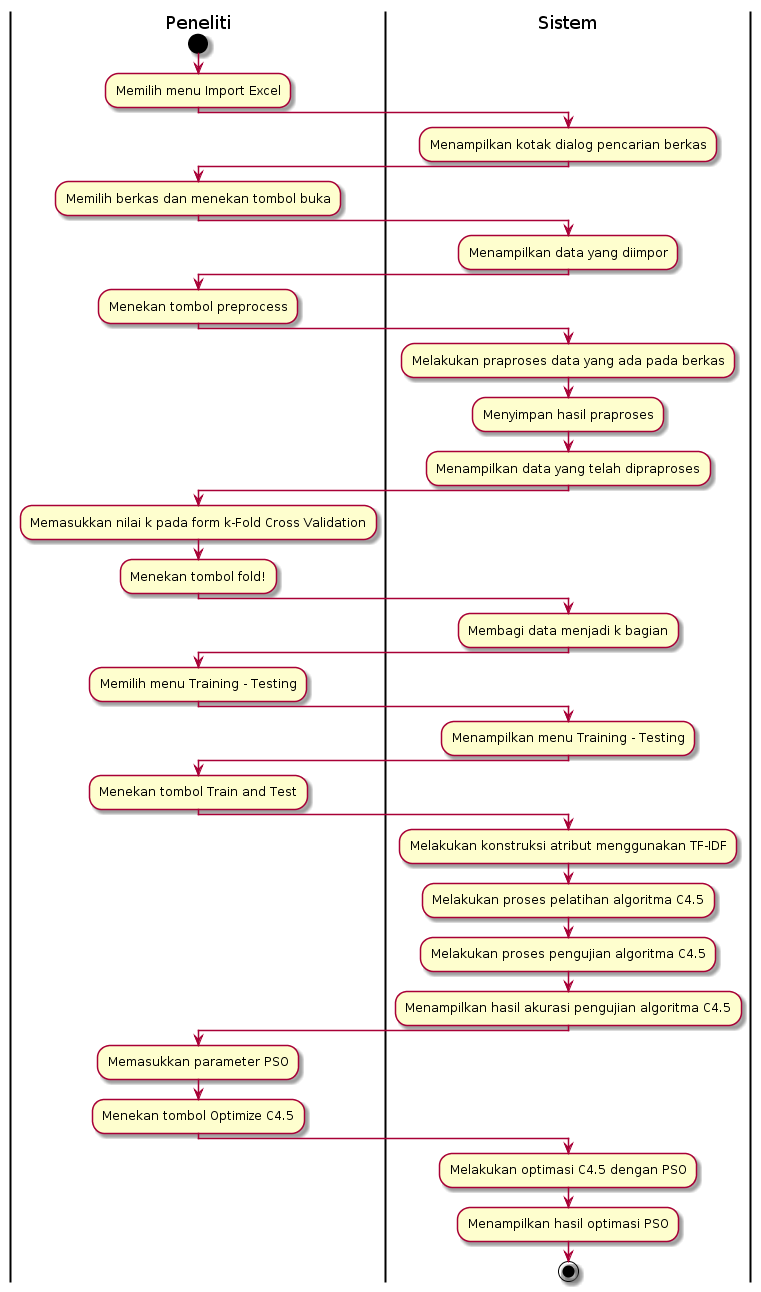 Peneliti
Sistem
Memilih menu Import Excel
Menampilkan kotak dialog pencarian berkas
Memilih berkas dan menekan tombol buka
Menampilkan data yang diimpor
Menekan tombol preprocess
Melakukan praproses data yang ada pada berkas
Menyimpan hasil praproses
Menampilkan data yang telah dipraproses
Memasukkan nilai k pada form k-Fold Cross Validation
Menekan tombol fold!
Membagi data menjadi k bagian
Memilih menu Training - Testing
Menampilkan menu Training - Testing
Menekan tombol Train and Test
Melakukan konstruksi atribut menggunakan TF-IDF
Melakukan proses pelatihan algoritma C4.5
Melakukan proses pengujian algoritma C4.5
Menampilkan hasil akurasi pengujian algoritma C4.5
Memasukkan parameter PSO
Menekan tombol Optimize C4.5
Melakukan optimasi C4.5 dengan PSO
Menampilkan hasil optimasi PSO